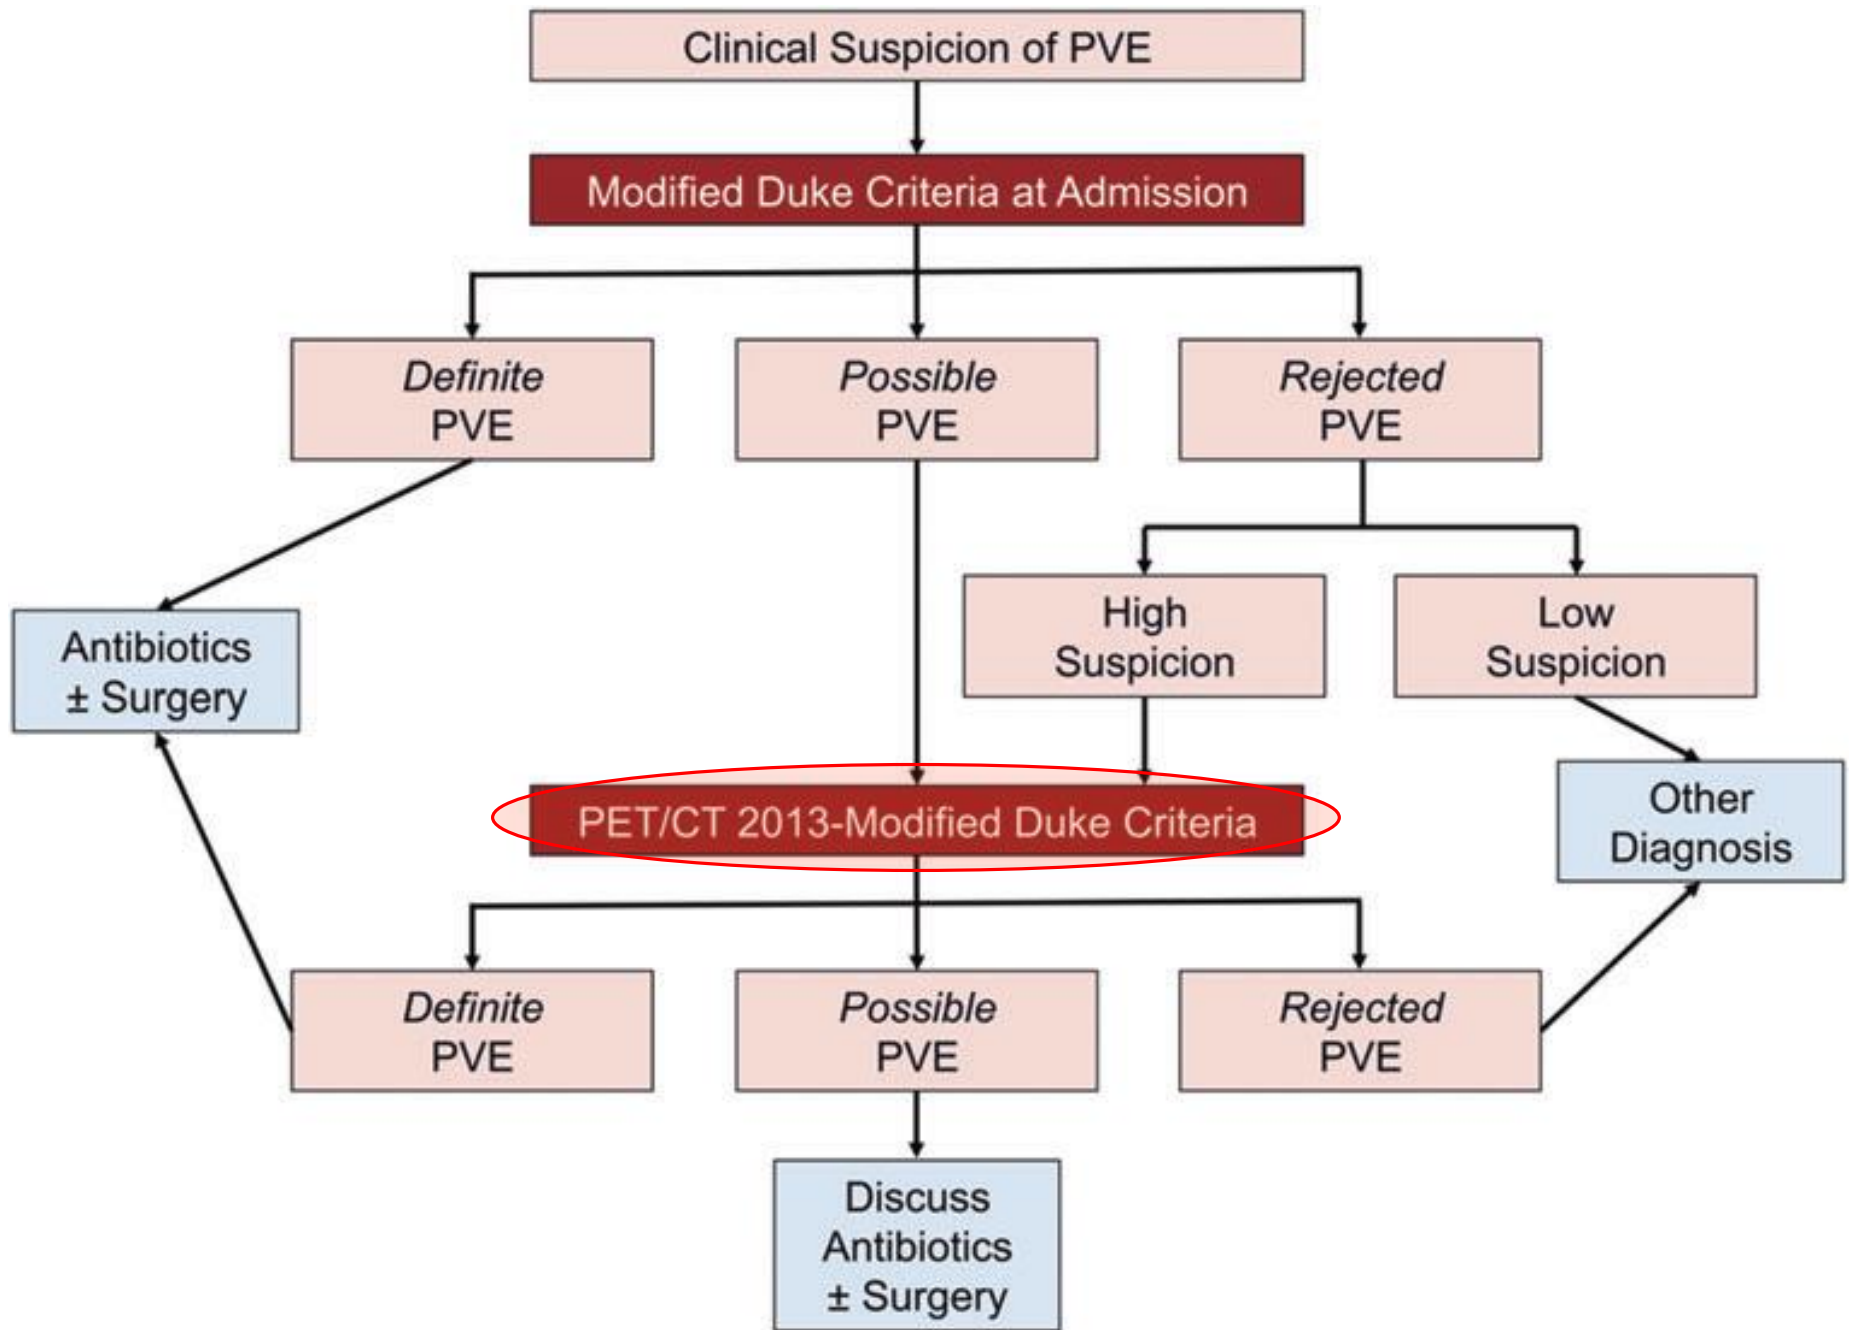 Clinical Suspicion of PVE
Modified Duke Criteria at Admission
Definite
PVE
Possible
PVE
Rejected
PVE
High
Suspicion
Low
Suspicion
Antibiotics
± Surgery
PET/CT 2013-Modified Duke Criteria
Other
Diagnosis
Definite
PVE
Possible
PVE
Rejected
PVE
Discuss
Antibiotics
± Surgery